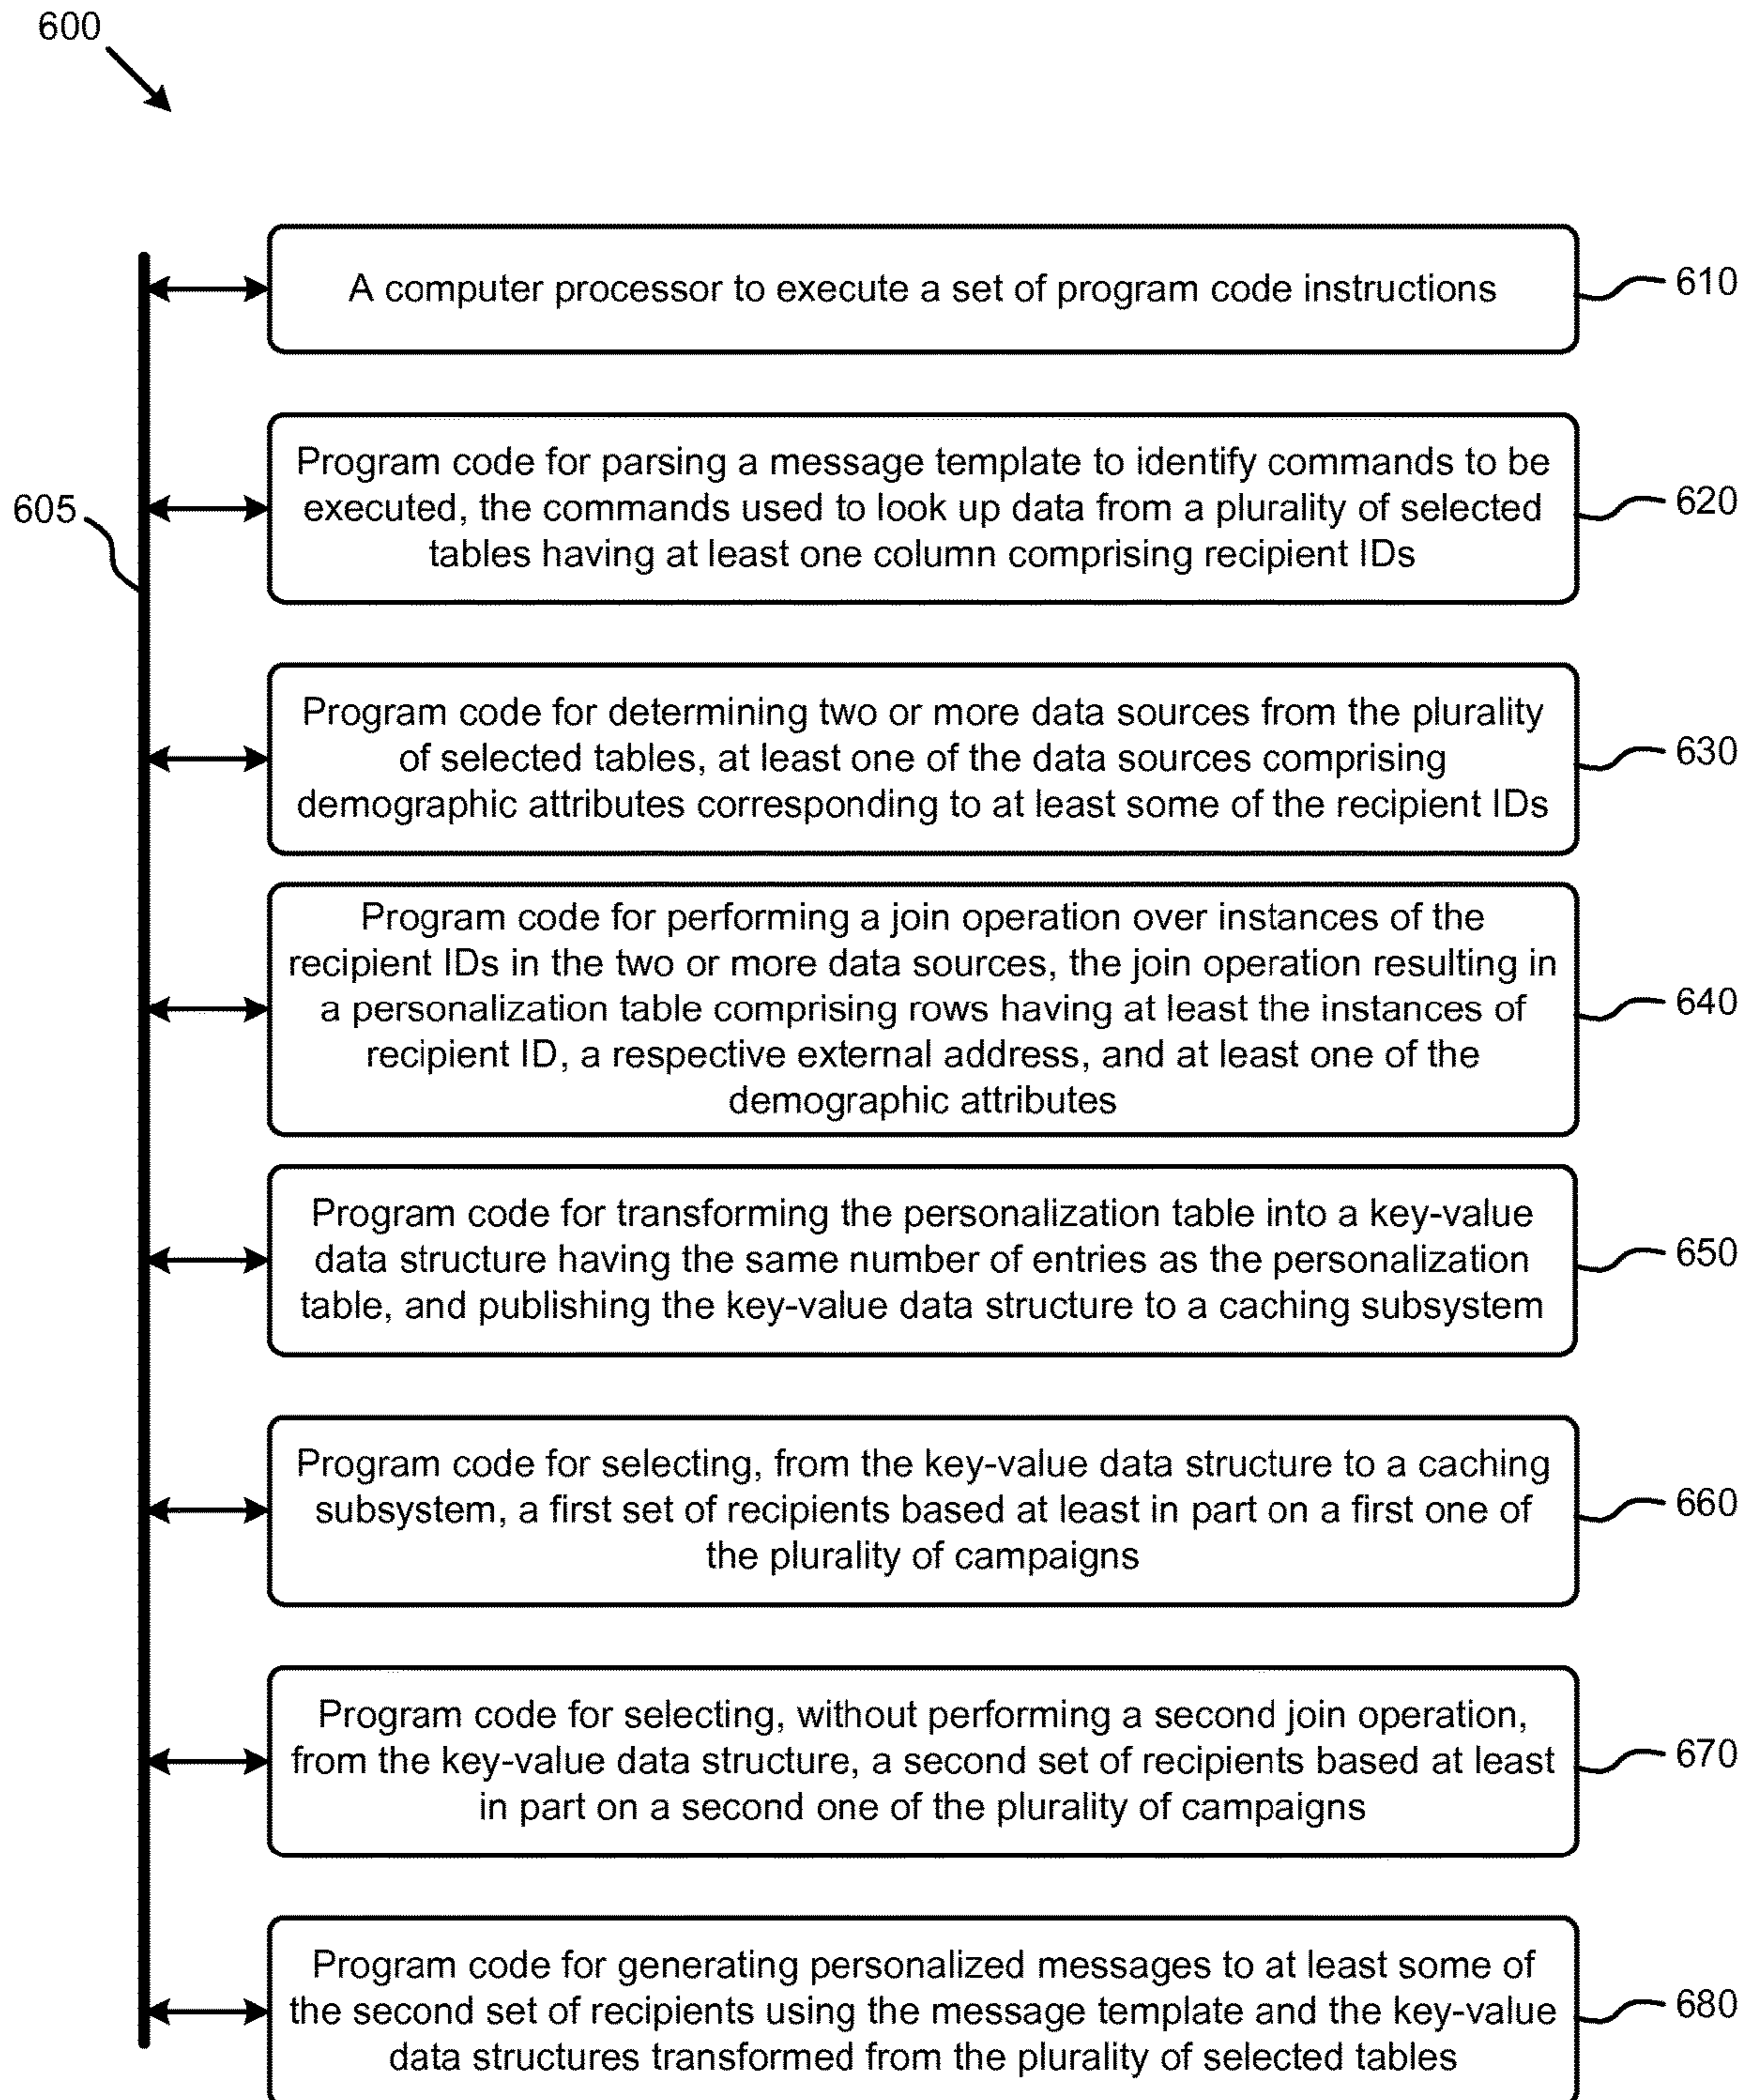 600
A computer processor to execute a set of program code instructions
610
Program code for parsing a message template to identify commands to be
executed, the commands used to look up data from a plurality of selected
tables having at least one column comprising recipient IDs
620
605
Program code for determining two or more data sources from the plurality
of selected tables, at least one of the data sources comprising
demographic attributes corresponding to at least some of the recipient IDs
630
Program code for performing a join operation over instances of the
recipient IDs in the two or more data sources, the join operation resulting in
a personalization table comprising rows having at least the instances of
recipient ID, a respective external address, and at least one of the
demographic attributes
640
Program code for transforming the personalization table into a key-value
data structure having the same number of entries as the personalization
table, and publishing the key-value data structure to a caching subsystem
650
Program code for selecting, from the key-value data structure to a caching
subsystem, a first set of recipients based at least in part on a first one of
the plurality of campaigns
660
Program code for selecting, without performing a second join operation,
from the key-value data structure, a second set of recipients based at least
in part on a second one of the plurality of campaigns
670
Program code for generating personalized messages to at least some of
the second set of recipients using the message template and the key-value
data structures transformed from the plurality of selected tables
680